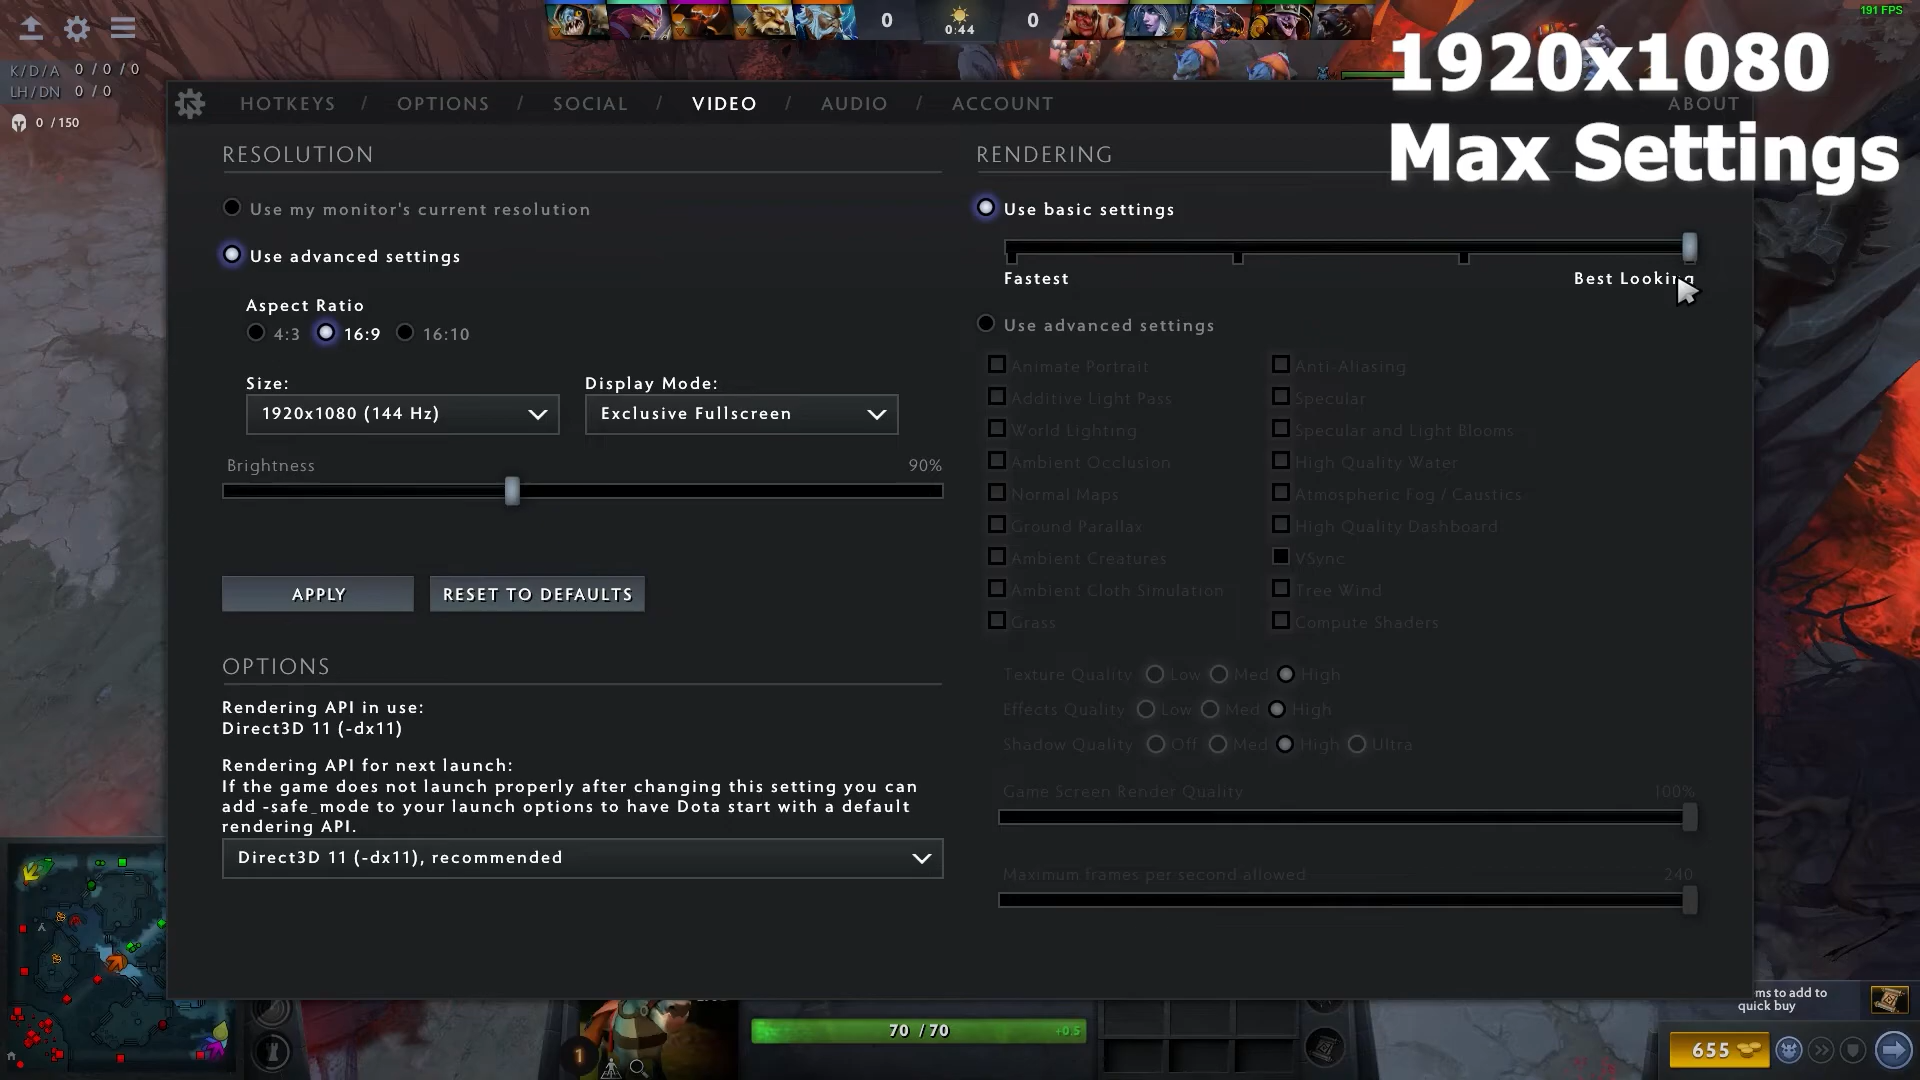 191 FPS
0
0:44
0
1920x1080
Max Settings
K/D/A 0 / 0 / 0
LH/DN 0 / 0
0 / 150
HOTKEYS / OPTIONS / SOCIAL / VIDEO / AUDIO / ACCOUNT
ABOUT
RESOLUTION
Use my monitor's current resolution
Use advanced settings
Aspect Ratio
4:3 16:9 16:10
Size:
Display Mode:
1920x1080 (144 Hz)
Exclusive Fullscreen
Brightness
90%
APPLY
RESET TO DEFAULTS
OPTIONS
Rendering API in use:
Direct3D 11 (-dx11)
Rendering API for next launch:
If the game does not launch properly after changing this setting you can
add -safe_mode to your launch options to have Dota start with a default
rendering API.
Direct3D 11 (-dx11), recommended
RENDERING
Use basic settings
Fastest
Best Looking
Use advanced settings
Animate Portrait
Additive Light Pass
World Lighting
Ambient Occlusion
Normal Maps
Ground Parallax
Ambient Creatures
Ambient Cloth Simulation
Grass
Anti-Aliasing
Specular
Specular and Light Blooms
High Quality Water
Atmospheric Fog / Caustics
High Quality Dashboard
VSync
Tree Wind
Compute Shaders
Texture Quality Low Med High
Effects Quality Low Med High
Shadow Quality Off Med High Ultra
Game Screen Render Quality
100%
Maximum frames per second allowed
240
1
70 / 70
+0.5
ms to add to
quick buy
655